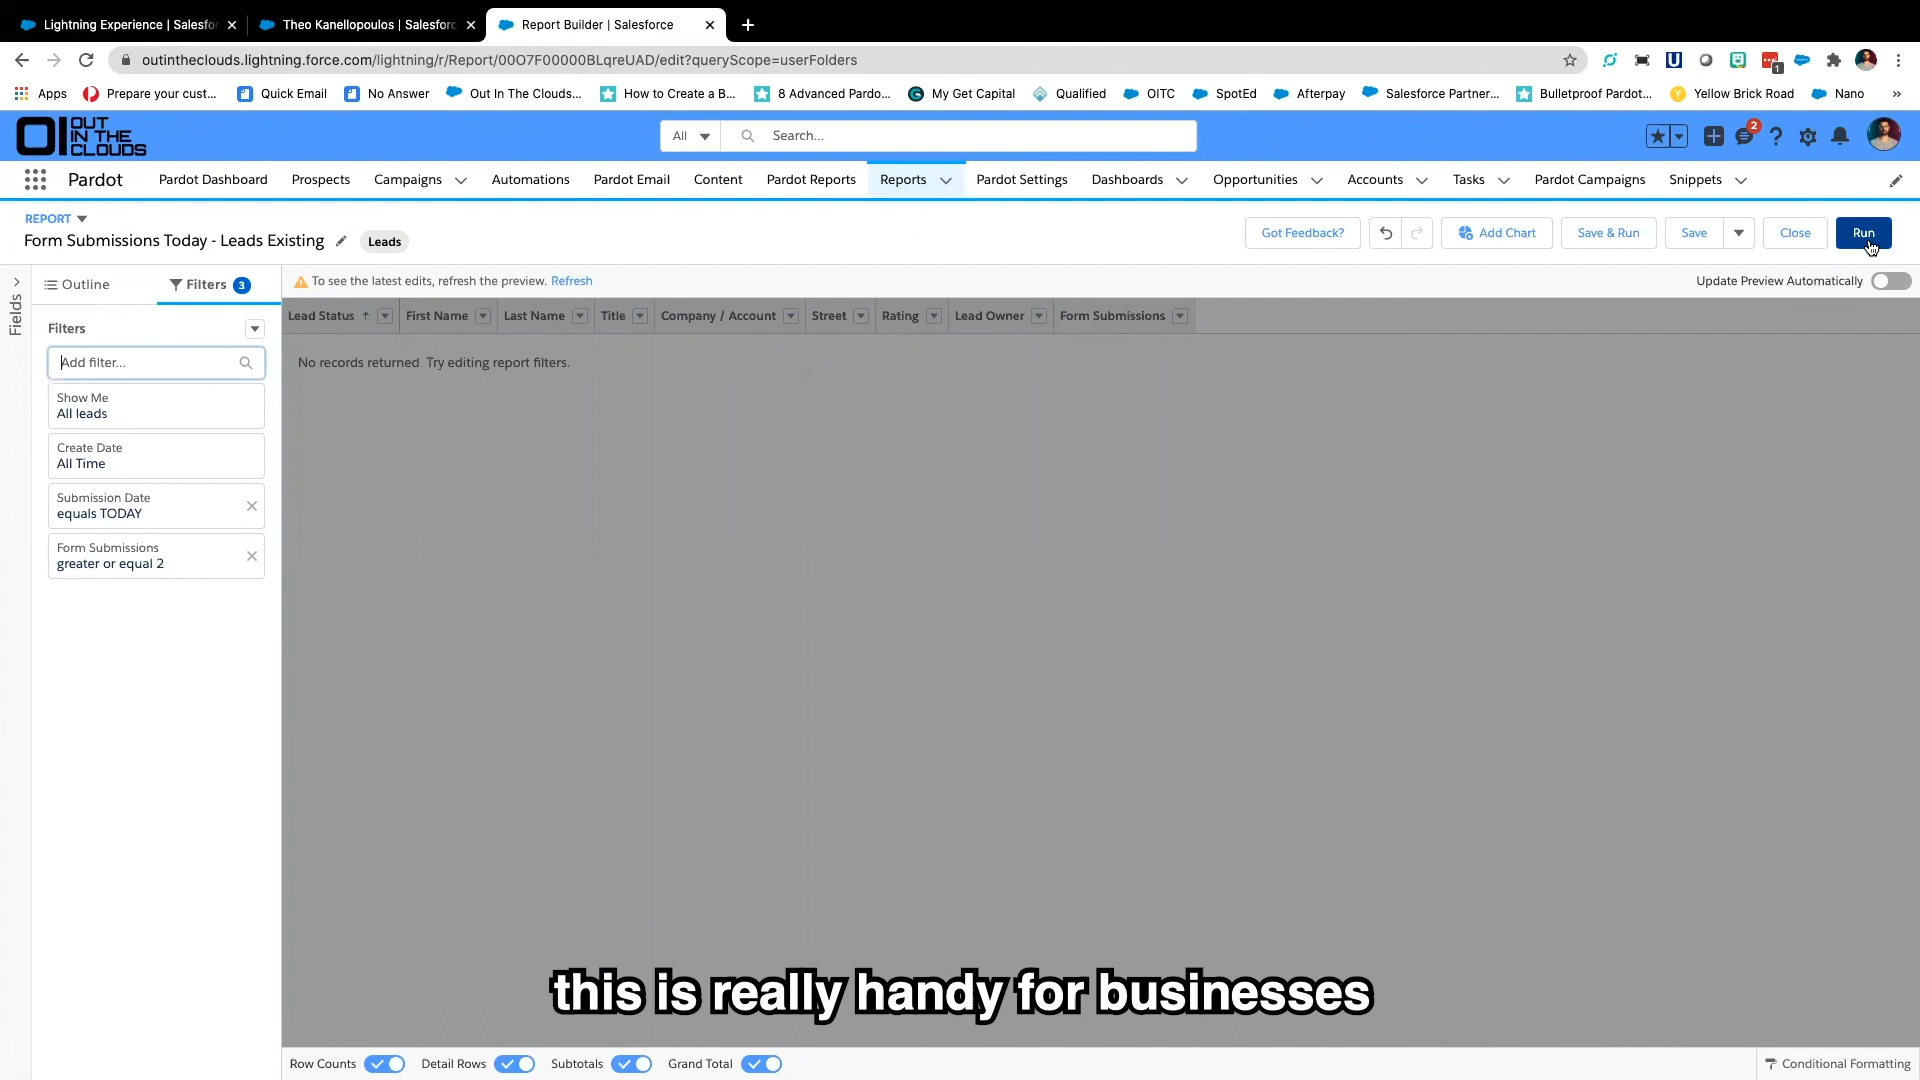 Lightning Experience | Salesfo
Theo Kanellopoulos | Salesforc
Report Builder | Salesforce
outintheclouds.lightning.force.com/lightning/r/Report/00O7F00000BLqreUAD/edit?queryScope=userFolders
1
Apps
Prepare your cust...
Quick Email
No Answer
Out In The Clouds...
How to Create a B...
8 Advanced Pardo...
My Get Capital
Qualified
OITC
SpotEd
Afterpay
Salesforce Partner...
Bulletproof Pardot...
Yellow Brick Road
Nano
»
OI OUT
IN THE
CLOUDS
All
Search...
2
Pardot
Pardot Dashboard
Prospects
Campaigns
Automations
Pardot Email
Content
Pardot Reports
Reports
Pardot Settings
Dashboards
Opportunities
Accounts
Tasks
Pardot Campaigns
Snippets
REPORT
Form Submissions Today - Leads Existing
Leads
Got Feedback?
Add Chart
Save & Run
Save
Close
Run
Fields
Outline
Filters 3
To see the latest edits, refresh the preview. Refresh
Update Preview Automatically
Lead Status
First Name
Last Name
Title
Company / Account
Street
Rating
Lead Owner
Form Submissions
No records returned. Try editing report filters.
Filters
Add filter...
Show Me
All leads
Create Date
All Time
Submission Date
equals TODAY
Form Submissions
greater or equal 2
this is really handy for businesses
Row Counts
Detail Rows
Subtotals
Grand Total
Conditional Formatting